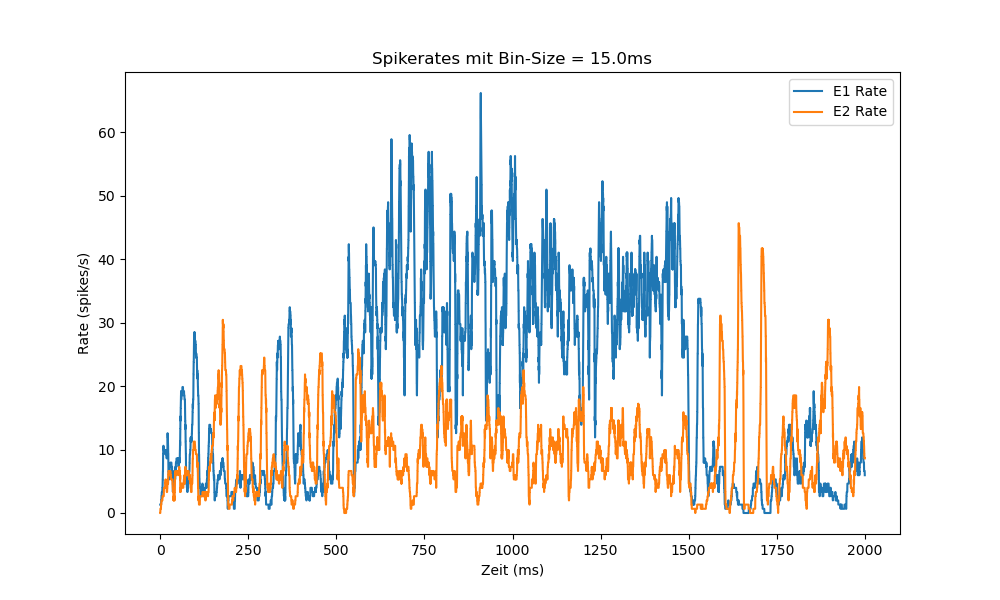 Spikerates mit Bin-Size = 15.0ms
E1 Rate
E2 Rate
60
50
40
30
20
10
0
Rate (spikes/s)
0 250 500 750 1000 1250 1500 1750 2000
Zeit (ms)